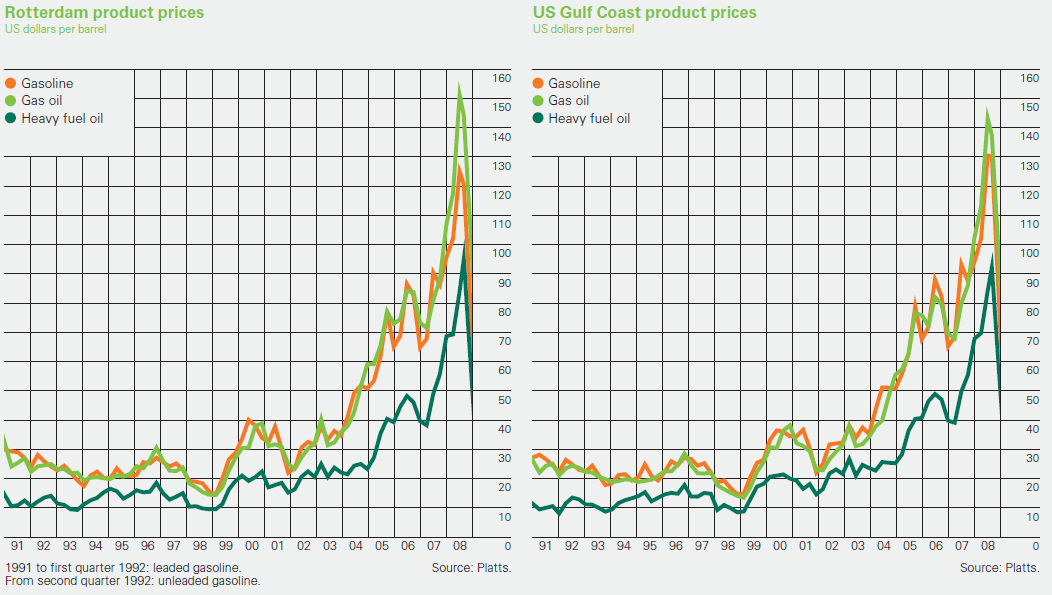 Rotterdam product prices
US dollars per barrel
Gasoline
Gas oil
Heavy fuel oil
160
150
140
130
120
110
100
90
80
70
60
50
40
30
20
10
0
91 92 93 94 95 96 97 98 99 00 01 02 03 04 05 06 07 08
1991 to first quarter 1992: leaded gasoline.
From second quarter 1992: unleaded gasoline.
Source: Platts.
US Gulf Coast product prices
US dollars per barrel
Gasoline
Gas oil
Heavy fuel oil
160
150
140
130
120
110
100
90
80
70
60
50
40
30
20
10
0
91 92 93 94 95 96 97 98 99 00 01 02 03 04 05 06 07 08
Source: Platts.